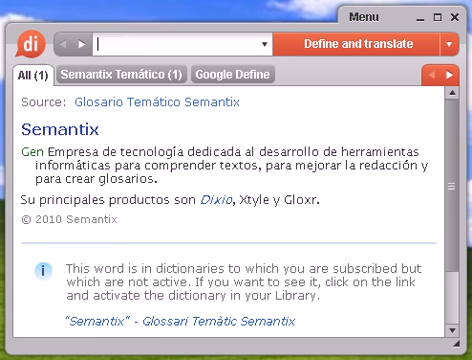 Menu
di
Define and translate
All (1) Semantix Temático (1) Google Define
Source: Glosario Temático Semantix
Semantix
Gen Empresa de tecnología dedicada al desarrollo de herramientas
informáticas para comprender textos, para mejorar la redacción y
para crear glosarios.
Su principales productos son Dixio, Xtyle y Gloxr.
© 2010 Semantix
i
This word is in dictionaries to which you are subscribed but
which are not active. If you want to see it, click on the link
and activate the dictionary in your Library.
"Semantix" - Glossari Temàtic Semantix